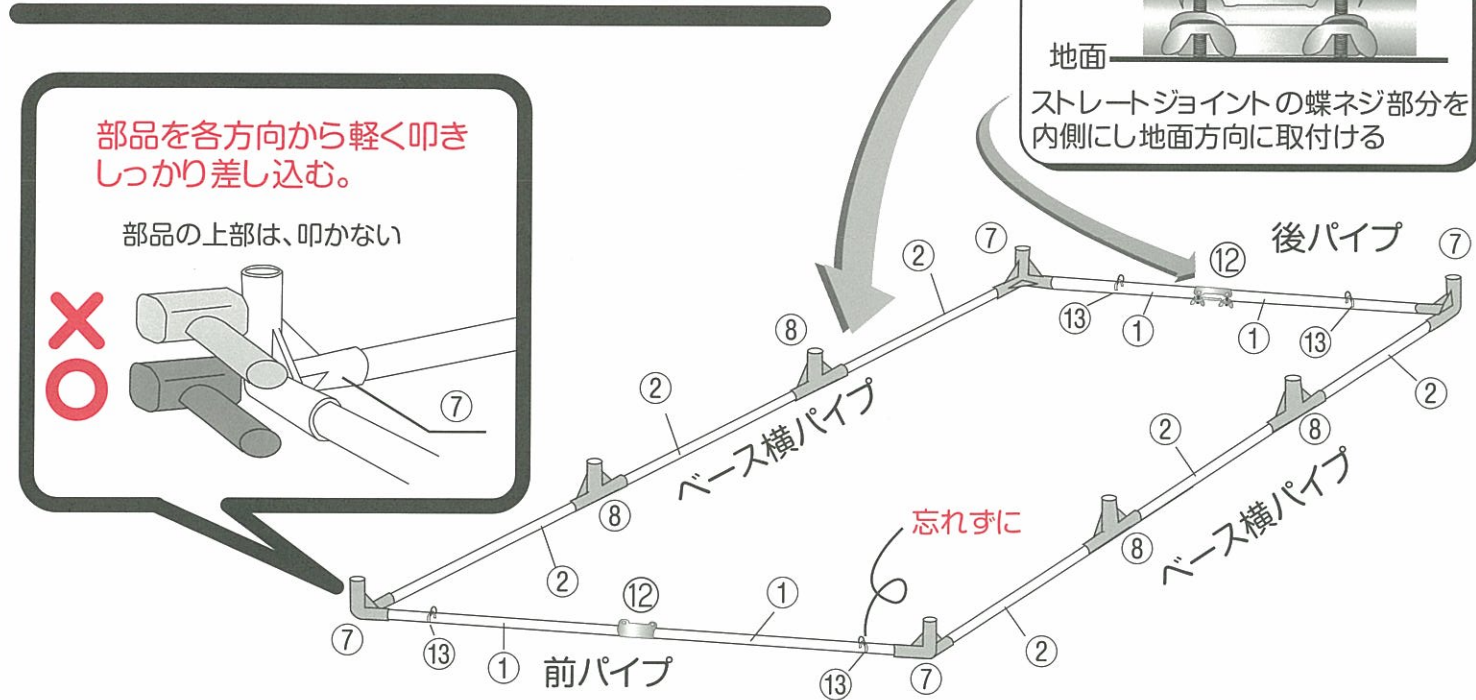 地面
ストレートジョイントの蝶ネジ部分を
内側にし地面方向に取付ける
部品を各方向から軽く叩き
しっかり差し込む。
部品の上部は、叩かない
⑦
⑦
後パイプ
⑦
②
⑫
⑬
①
①
⑬
⑧
②
②
⑧
ベース横パイプ
②
⑧
⑧
ベース横パイプ
忘れずに
②
⑫
①
②
⑦
⑬
①
前パイプ
⑬
⑦